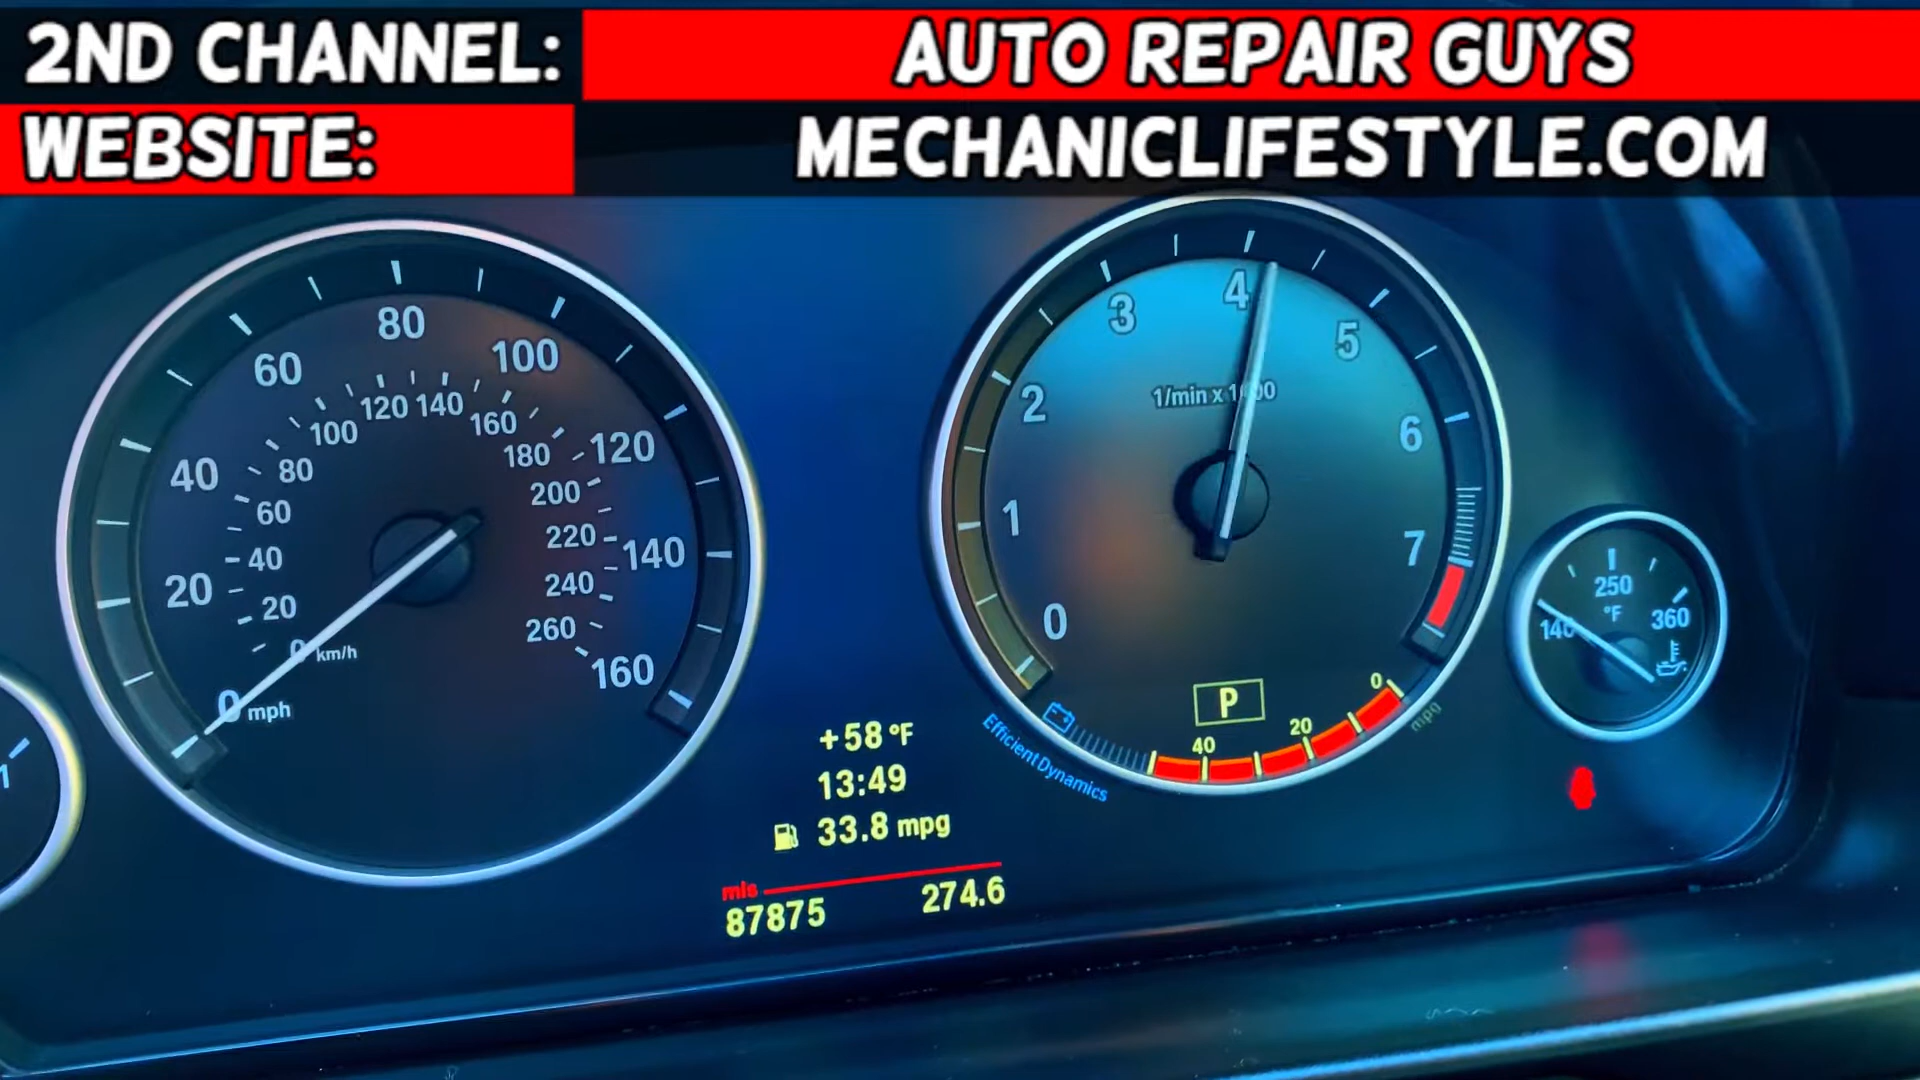 2ND CHANNEL: AUTO REPAIR GUYS
WEBSITE: MECHANICLIFESTYLE.COM
0 20 40 60 80 100 120 140 160
mph
0 20 40 60 80 100 120 140 160 180 200 220 240 260
km/h
0 1 2 3 4 5 6 7
1/min x 1000
P
40 20 0
mpg
EfficientDynamics
140 250 360
°F
1
+58 °F
13:49
33.8 mpg
mls
87875 274.6